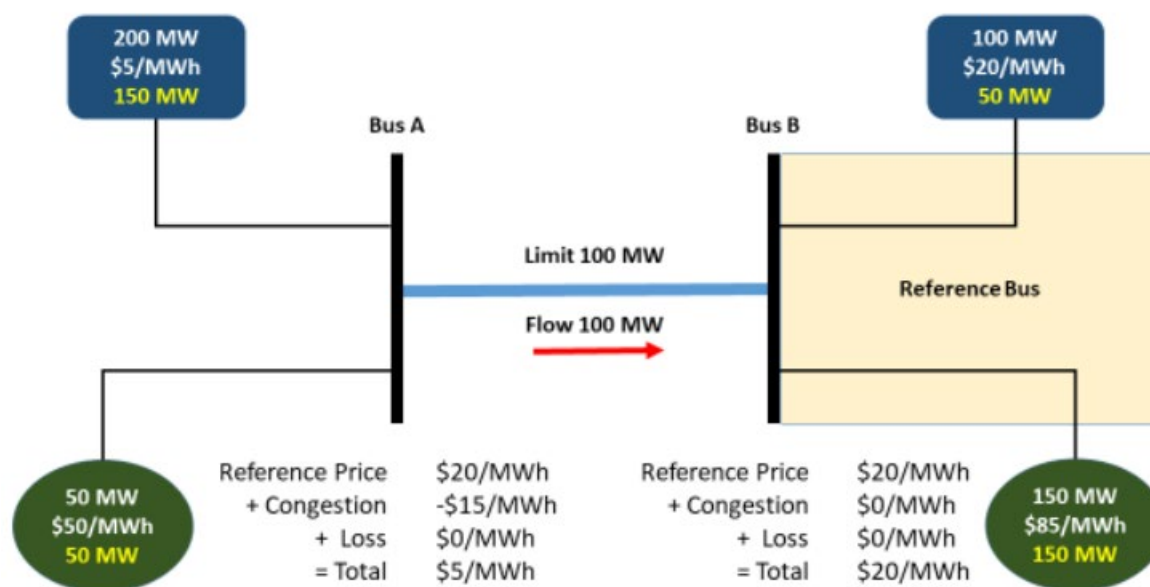 200 MW
$5/MWh
150 MW
100 MW
$20/MWh
50 MW
Bus A
Bus B
Limit 100 MW
Flow 100 MW
Reference Bus
50 MW
$50/MWh
50 MW
Reference Price $20/MWh
+ Congestion -$15/MWh
+ Loss $0/MWh
= Total $5/MWh
Reference Price $20/MWh
+ Congestion $0/MWh
+ Loss $0/MWh
= Total $20/MWh
150 MW
$85/MWh
150 MW